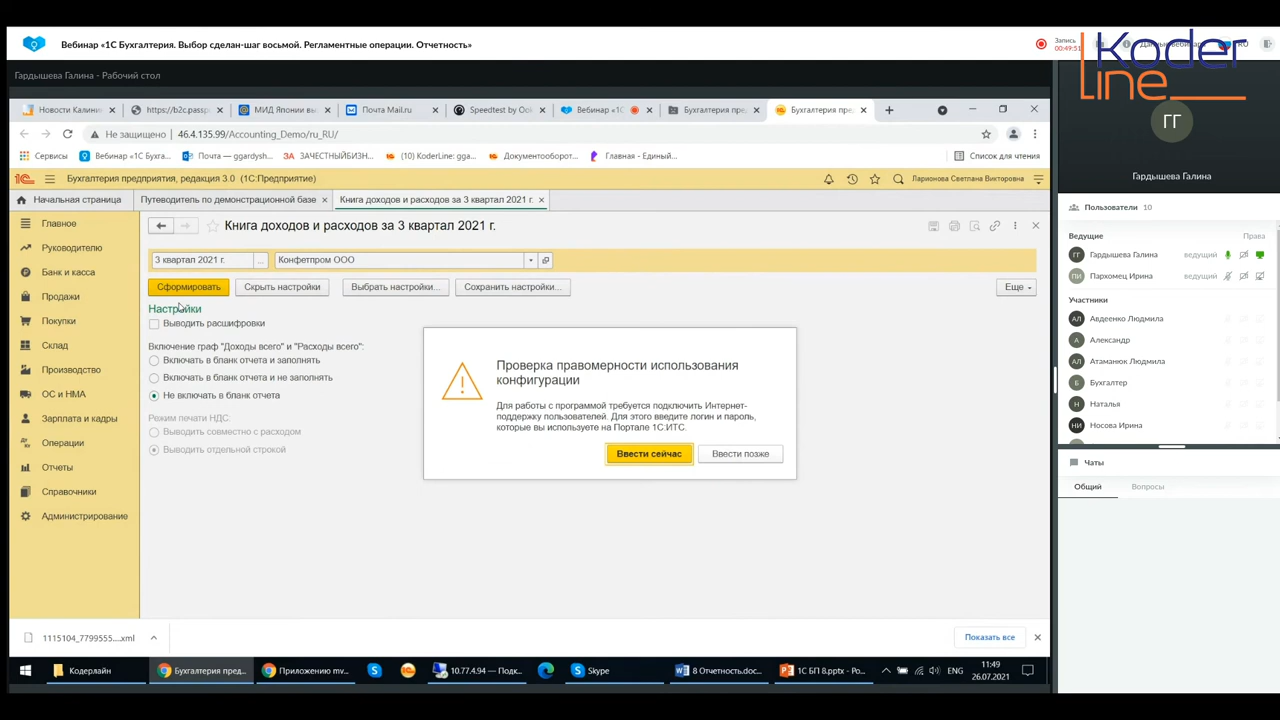 Вебинар «1С Бухгалтерия. Выбор сделан-шаг восьмой. Регламентные операции. Отчетность»
Запись
00:49:51
RU
Koder
line
Гардышева Галина - Рабочий стол
Новости Калини
https://b2c.passp
МИД Японии вы
Почта Mail.ru
Speedtest by Ook
Вебинар «1С
Бухгалтерия пре
Бухгалтерия пре
Не защищено
46.4.135.99/Accounting_Demo/ru_RU/
Сервисы
Вебинар «1С Бухга...
Почта — ggardysh...
ЗАЧЕСТНЫЙБИЗН...
(10) KoderLine: gga...
Документооборот...
Главная - Единый...
Список для чтения
Бухгалтерия предприятия, редакция 3.0 (1С:Предприятие)
Ларионова Светлана Викторовна
Начальная страница
Путеводитель по демонстрационной базе
Книга доходов и расходов за 3 квартал 2021 г.
Главное
Руководителю
Банк и касса
Продажи
Покупки
Склад
Производство
ОС и НМА
Зарплата и кадры
Операции
Отчеты
Справочники
Администрирование
Книга доходов и расходов за 3 квартал 2021 г.
3 квартал 2021 г.
...
Конфетпром ООО
Сформировать
Скрыть настройки
Выбрать настройки...
Сохранить настройки...
Еще
Настройки
Выводить расшифровки
Включение граф "Доходы всего" и "Расходы всего":
Включать в бланк отчета и заполнять
Включать в бланк отчета и не заполнять
Не включать в бланк отчета
Режим печати НДС:
Выводить совместно с расходом
Выводить отдельной строкой
Проверка правомерности использования
конфигурации
Для работы с программой требуется подключить Интернет-
поддержку пользователей. Для этого введите логин и пароль,
которые вы используете на Портале 1С:ИТС.
Ввести сейчас
Ввести позже
1115104_7799555....xml
Показать все
Кодерлайн
Бухгалтерия пред...
Приложению mv...
10.77.4.94 — Подк...
Skype
8 Отчетность.doc...
1С БП 8.pptx - Po...
ENG
11:49
26.07.2021
ГГ
Гардышева Галина
Пользователи 10
Ведущие
Права
ГГ
Гардышева Галина
ведущий
ПИ
Пархомец Ирина
ведущий
Участники
АЛ
Авдеенко Людмила
А
Александр
АЛ
Атаманюк Людмила
Б
Бухгалтер
Н
Наталья
НИ
Носова Ирина
Чаты
Общий
Вопросы